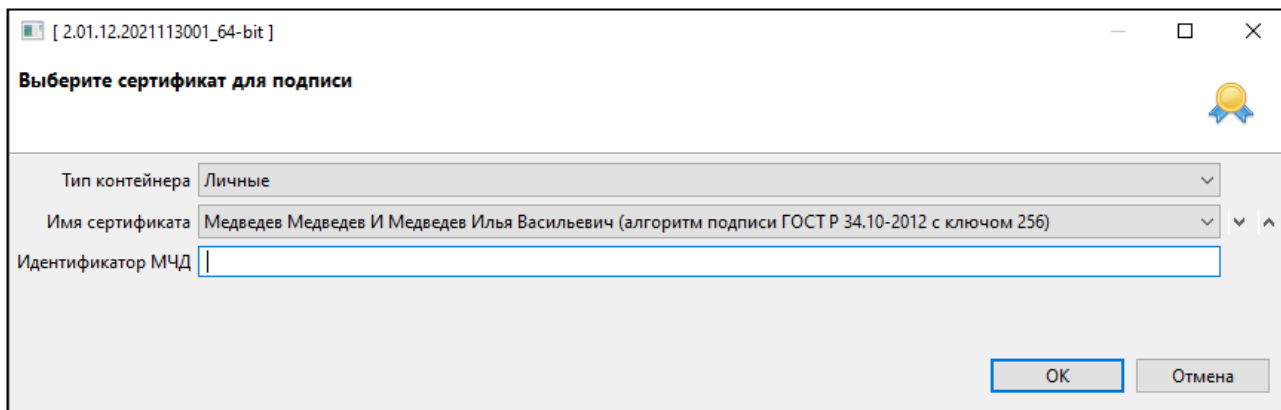 [ 2.01.12.2021113001_64-bit ]
Выберите сертификат для подписи
Тип контейнера Личные
Имя сертификата Медведев Медведев И Медведев Илья Васильевич (алгоритм подписи ГОСТ Р 34.10-2012 с ключом 256)
Идентификатор МЧД
ОК Отмена